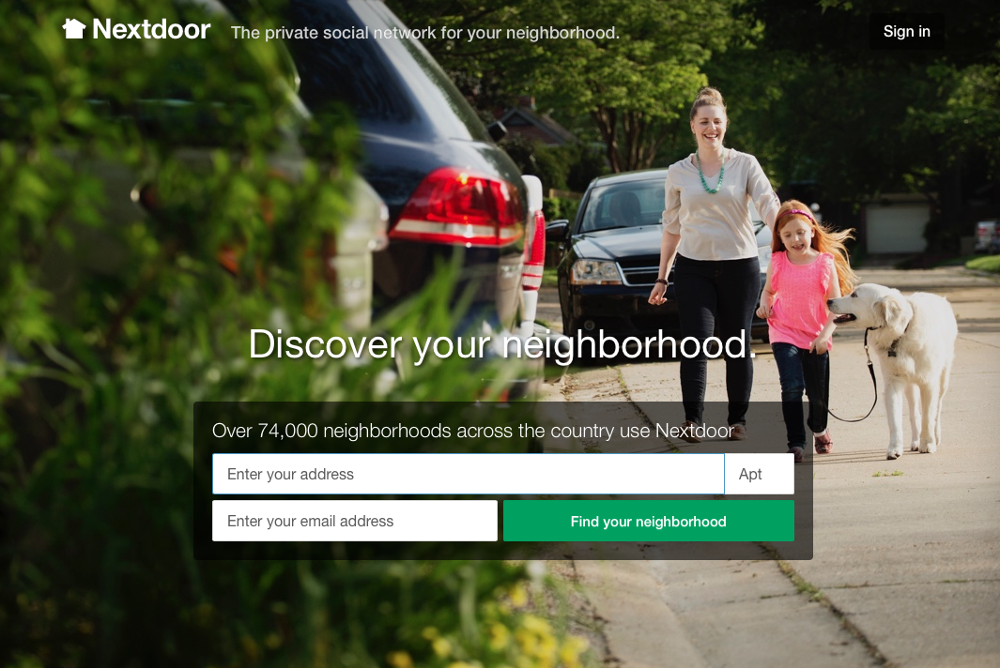 Nextdoor The private social network for your neighborhood. Sign in
Discover your neighborhood.
Over 74,000 neighborhoods across the country use Nextdoor
Enter your address Apt
Enter your email address Find your neighborhood